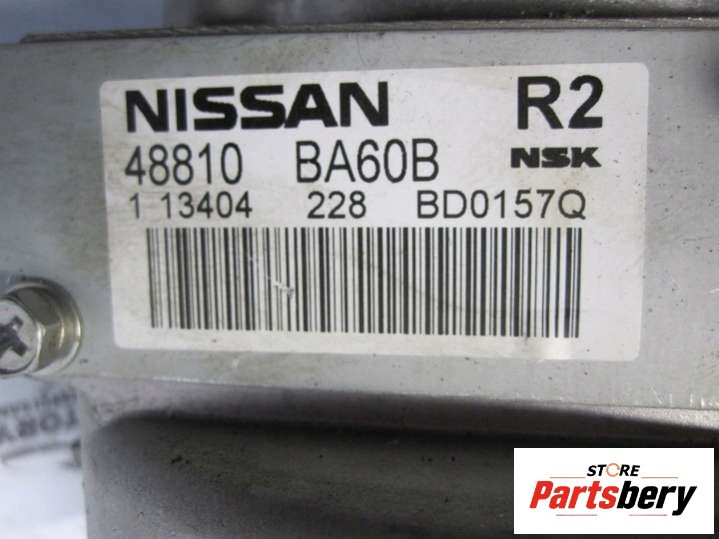 NISSAN R2
48810 BA60B NSK
1 13404 228 BD0157Q
STORE
Partsbery